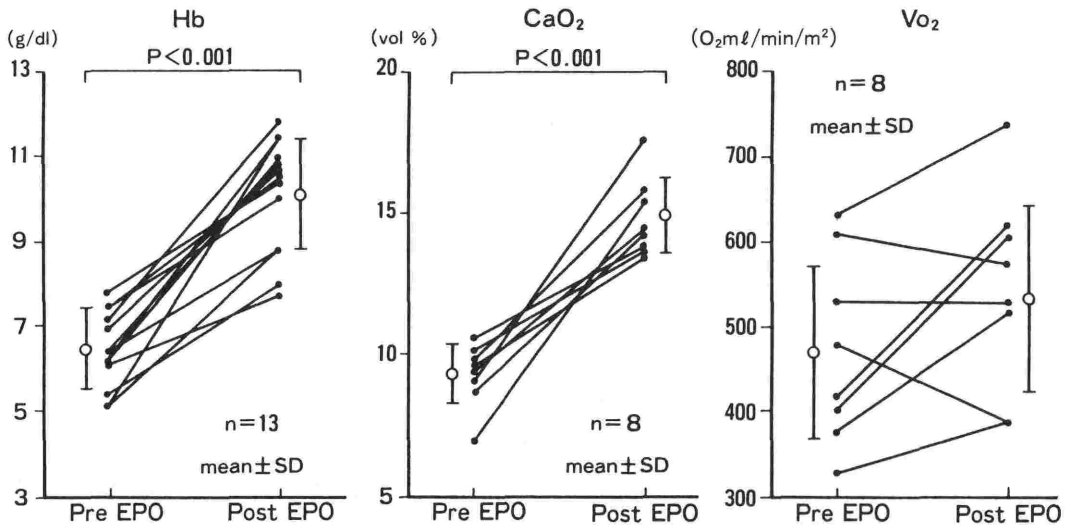 Hb
(g/dl)
P<0.001
13
11
9
7
5
3
n=13
mean±SD
Pre EPO Post EPO
CaO₂
(vol %)
P<0.001
20
15
10
5
n=8
mean±SD
Pre EPO Post EPO
Vo₂
(O₂mℓ/min/m²)
800
700
600
500
400
300
n=8
mean±SD
Pre EPO Post EPO